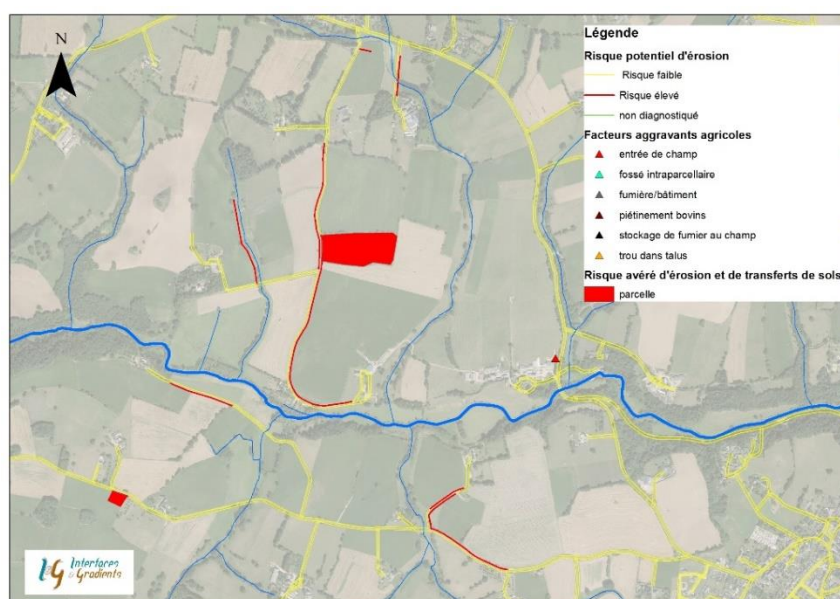 N
Légende
Risque potentiel d'érosion
Risque faible
Risque élevé
non diagnostiqué
Facteurs aggravants agricoles
entrée de champ
fossé intraparcellaire
fumière/bâtiment
piétinement bovins
stockage de fumier au champ
trou dans talus
Risque avéré d'érosion et de transferts de sols
parcelle
I&G Interfaces & Gradients